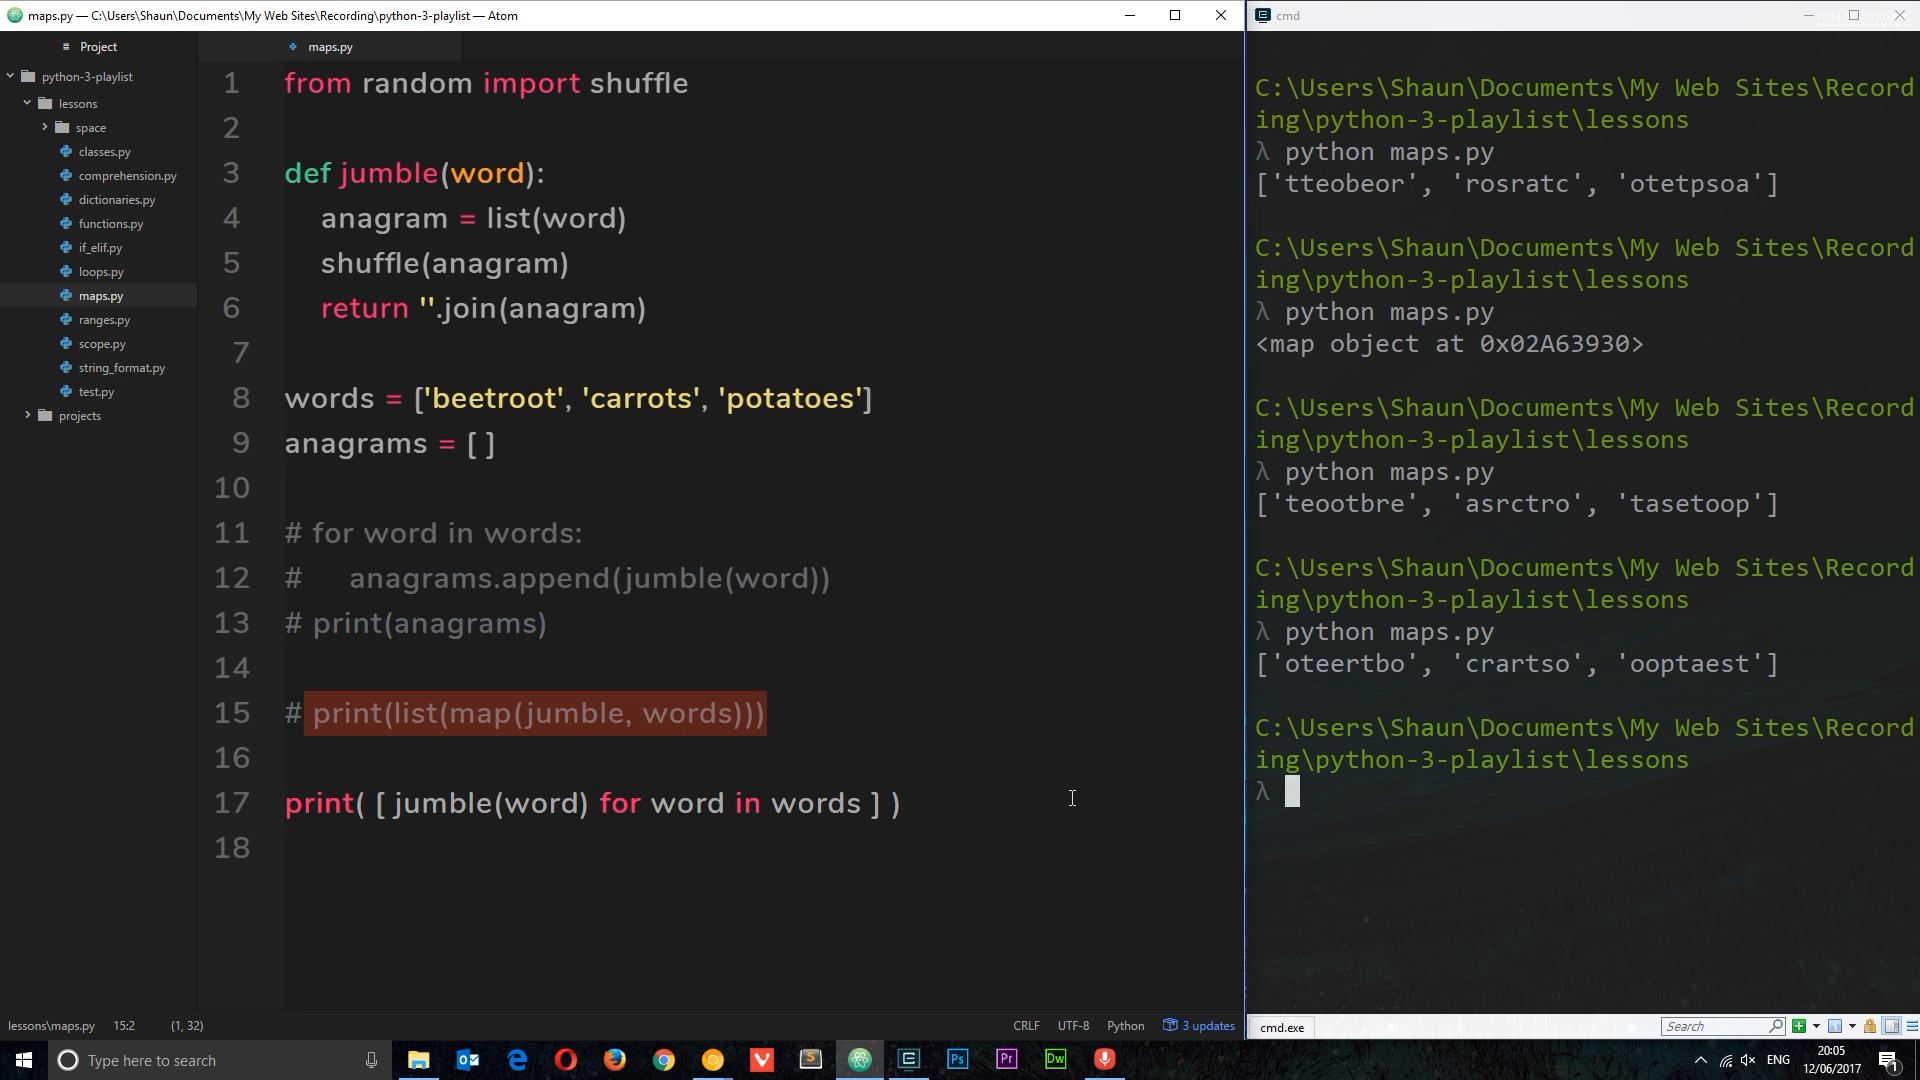 maps.py — C:\Users\Shaun\Documents\My Web Sites\Recording\python-3-playlist — Atom
Project
python-3-playlist
lessons
space
classes.py
comprehension.py
dictionaries.py
functions.py
if_elif.py
loops.py
maps.py
ranges.py
scope.py
string_format.py
test.py
projects
maps.py
1 from random import shuffle
2
3 def jumble(word):
4 anagram = list(word)
5 shuffle(anagram)
6 return ''.join(anagram)
7
8 words = ['beetroot', 'carrots', 'potatoes']
9 anagrams = [ ]
10
11 # for word in words:
12 #     anagrams.append(jumble(word))
13 # print(anagrams)
14
15 # print(list(map(jumble, words)))
16
17 print( [ jumble(word) for word in words ] )
18
lessons\maps.py 15:2 (1, 32)
CRLF UTF-8 Python 3 updates
cmd
C:\Users\Shaun\Documents\My Web Sites\Record
ing\python-3-playlist\lessons
λ python maps.py
['tteobeor', 'rosratc', 'otetpsoa']
C:\Users\Shaun\Documents\My Web Sites\Record
ing\python-3-playlist\lessons
λ python maps.py
<map object at 0x02A63930>
C:\Users\Shaun\Documents\My Web Sites\Record
ing\python-3-playlist\lessons
λ python maps.py
['teootbre', 'asrctro', 'tasetoop']
C:\Users\Shaun\Documents\My Web Sites\Record
ing\python-3-playlist\lessons
λ python maps.py
['oteertbo', 'crartso', 'ooptaest']
C:\Users\Shaun\Documents\My Web Sites\Record
ing\python-3-playlist\lessons
λ
cmd.exe
Search
Type here to search
Ps
Pr
Dw
ENG
20:05
12/06/2017
1